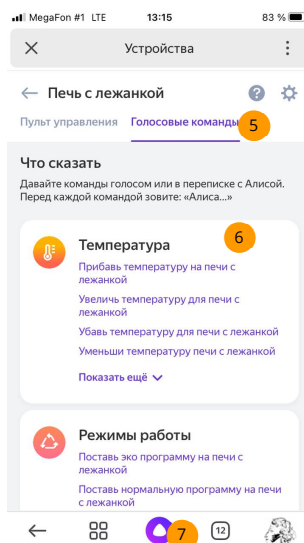 MegaFon #1 LTE 13:15 83 %
Устройства
Печь с лежанкой ?
Пульт управления Голосовые команды 5
Что сказать
Давайте команды голосом или в переписке с Алисой.
Перед каждой командой зовите: «Алиса...»
Температура 6
Прибавь температуру на печи с
лежанкой
Увеличь температуру для печи с
лежанкой
Убавь температуру для печи с лежанкой
Уменьши температуру печи с лежанкой
Показать ещё
Режимы работы
Поставь эко программу на печи с
лежанкой
Поставь нормальную программу на печи
с лежанкой
7 12